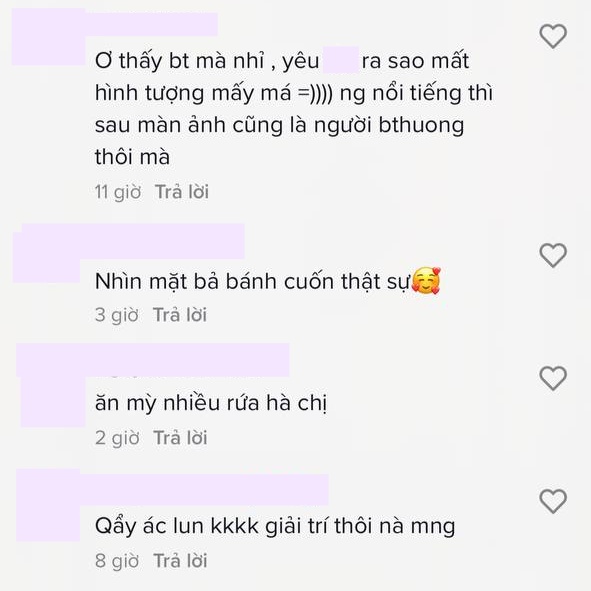 Ơ thấy bt mà nhỉ , yêu ra sao mất
hình tượng mấy má =)))) ng nổi tiếng thì
sau màn ảnh cũng là người bthuong
thôi mà
11 giờ Trả lời
Nhìn mặt bả bánh cuốn thật sự🥰
3 giờ Trả lời
ăn mỳ nhiều rứa hà chị
2 giờ Trả lời
Qẩy ác lun kkkk giải trí thôi nà mng
8 giờ Trả lời